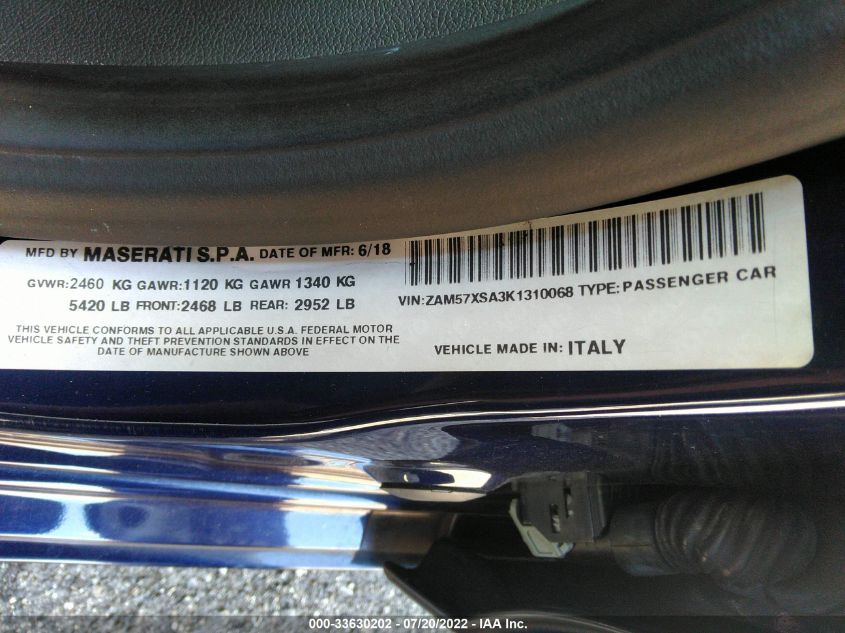 MFD BY MASERATI S.P.A. DATE OF MFR: 6/18
GVWR:2460 KG GAWR:1120 KG GAWR 1340 KG
5420 LB FRONT:2468 LB REAR: 2952 LB
THIS VEHICLE CONFORMS TO ALL APPLICABLE U.S.A. FEDERAL MOTOR
VEHICLE SAFETY AND THEFT PREVENTION STANDARDS IN EFFECT ON THE
DATE OF MANUFACTURE SHOWN ABOVE
VIN:ZAM57XSA3K1310068 TYPE:PASSENGER CAR
VEHICLE MADE IN: ITALY
000-33630202 - 07/20/2022 - IAA Inc.